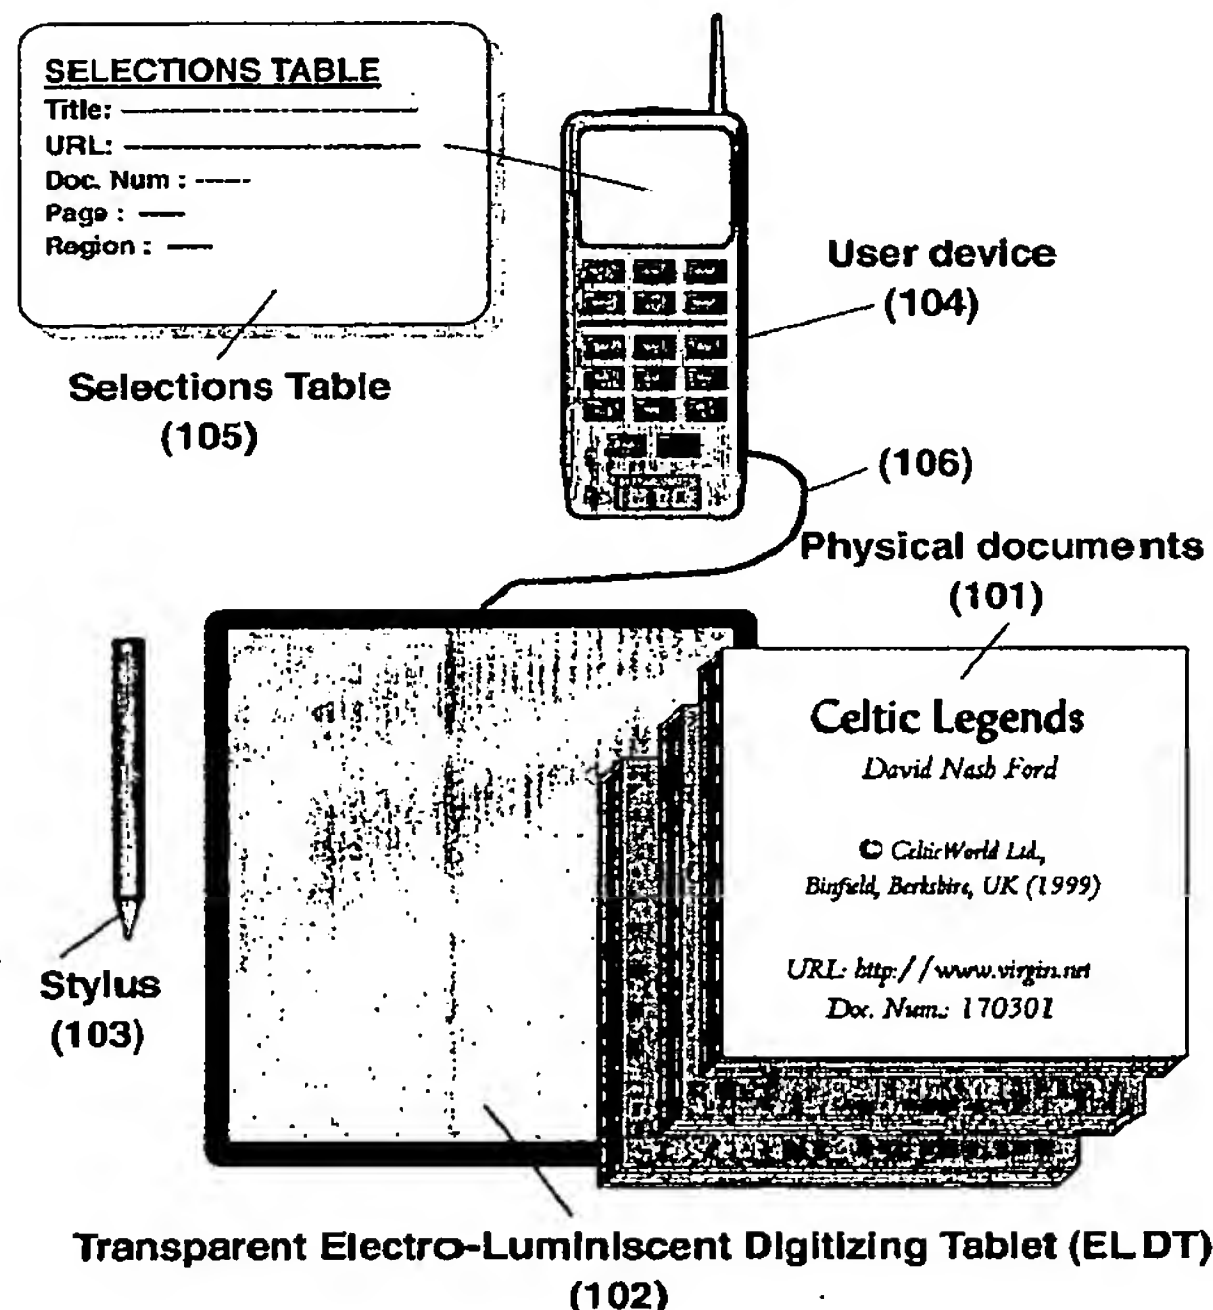 SELECTIONS TABLE
Title:
URL:
Doc. Num :
Page :
Region :
Selections Table
(105)
User device
(104)
(106)
Physical documents
(101)
Celtic Legends
David Nash Ford
© CelticWorld Ltd.,
Binfield, Berkshire, UK (1999)
URL: http://www.virgin.net
Doc. Num.: 170301
Stylus
(103)
Transparent Electro-Luminiscent Digitizing Tablet (ELDT)
(102)